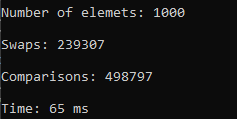 Number of elemets: 1000
Swaps: 239307
Comparisons: 498797
Time: 65 ms